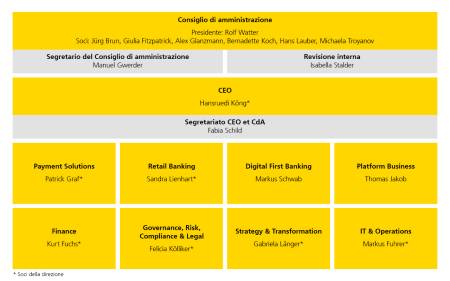 Consiglio di amministrazione
Presidente: Rolf Watter
Soci: Jürg Brun, Giulia Fitzpatrick, Alex Glanzmann, Bernadette Koch, Hans Lauber, Michaela Troyanov
Segretario del Consiglio di amministrazione
Manuel Gwerder
Revisione interna
Isabella Stalder
CEO
Hansruedi Köng*
Segretariato CEO et CdA
Fabia Schild
Payment Solutions
Patrick Graf*
Retail Banking
Sandra Lienhart*
Digital First Banking
Markus Schwab
Platform Business
Thomas Jakob
Finance
Kurt Fuchs*
Governance, Risk,
Compliance & Legal
Felicia Kölliker*
Strategy & Transformation
Gabriela Länger*
IT & Operations
Markus Fuhrer*
* Soci della direzione